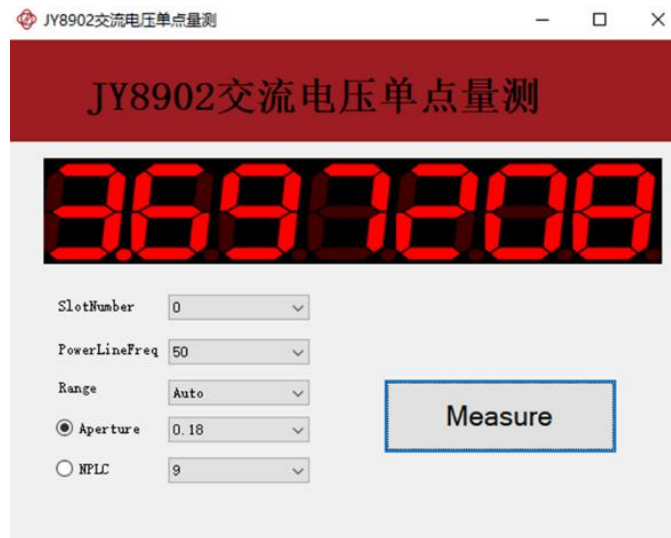 JY8902交流电压单点量测
JY8902交流电压单点量测
3.697208
SlotNumber 0
PowerLineFreq 50
Range Auto
Aperture 0.18
Measure
NPLC 9